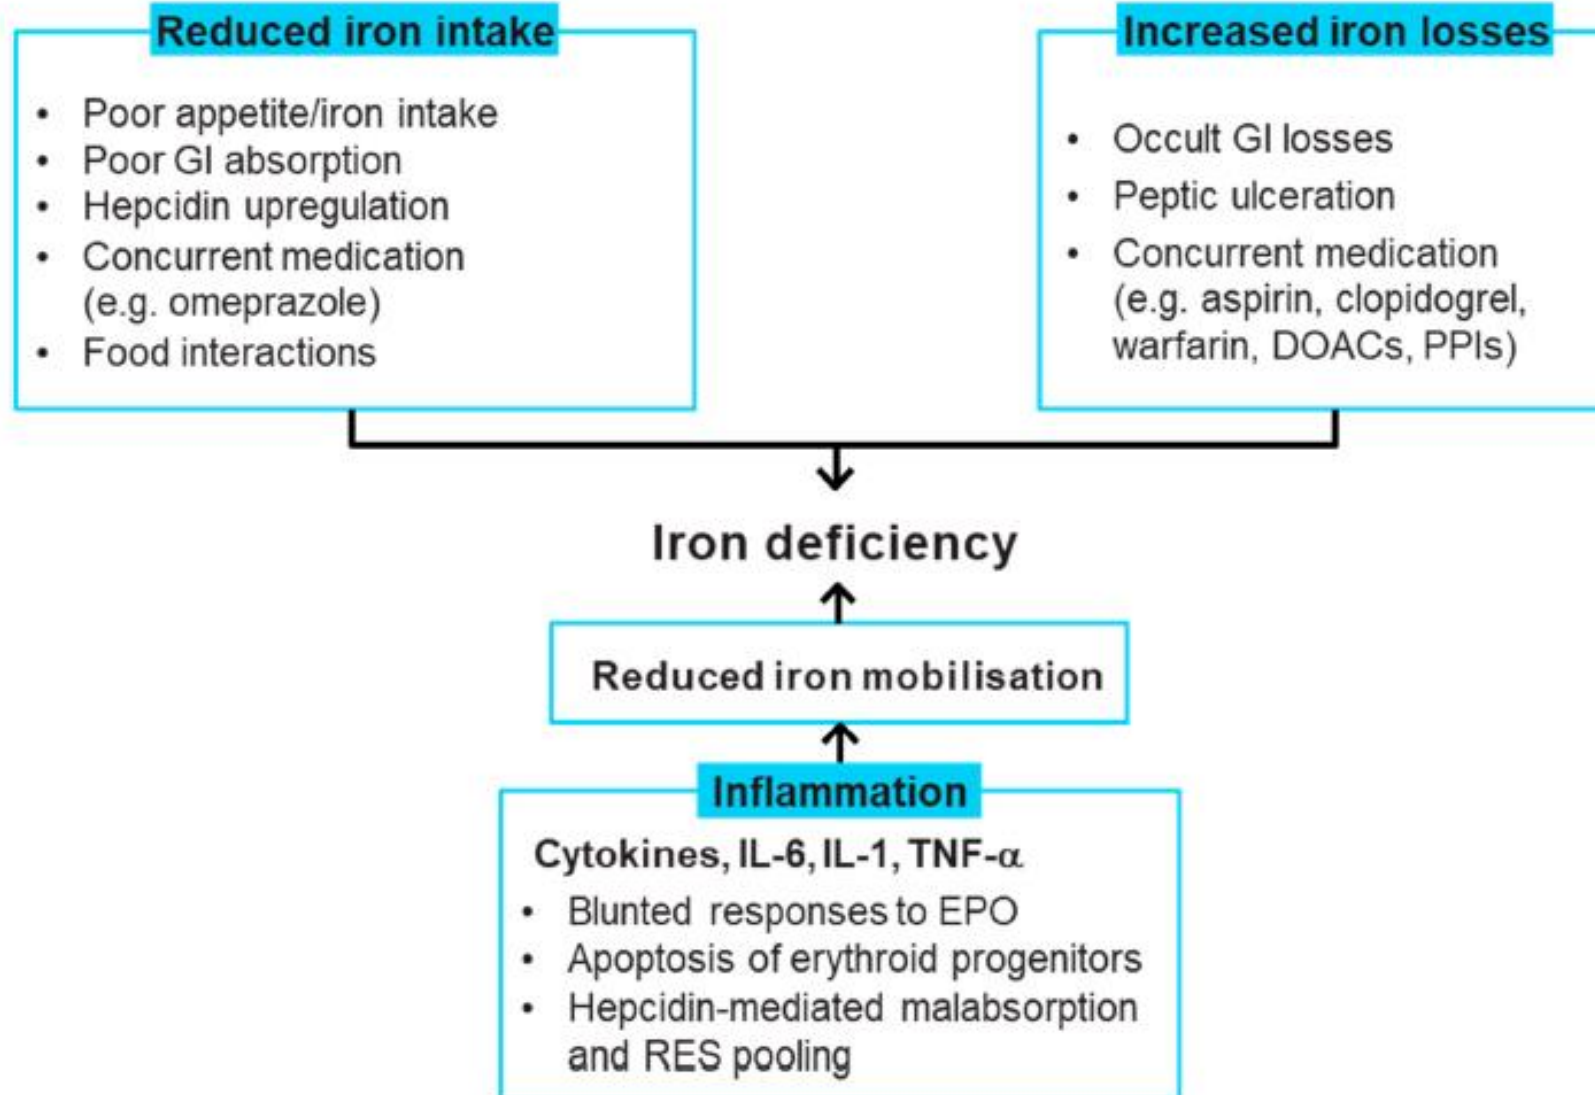 Reduced iron intake
• Poor appetite/iron intake
• Poor GI absorption
• Hepcidin upregulation
• Concurrent medication
(e.g. omeprazole)
• Food interactions
Increased iron losses
• Occult GI losses
• Peptic ulceration
• Concurrent medication
(e.g. aspirin, clopidogrel,
warfarin, DOACs, PPIs)
Iron deficiency
Reduced iron mobilisation
Inflammation
Cytokines, IL-6, IL-1, TNF-α
• Blunted responses to EPO
• Apoptosis of erythroid progenitors
• Hepcidin-mediated malabsorption
and RES pooling